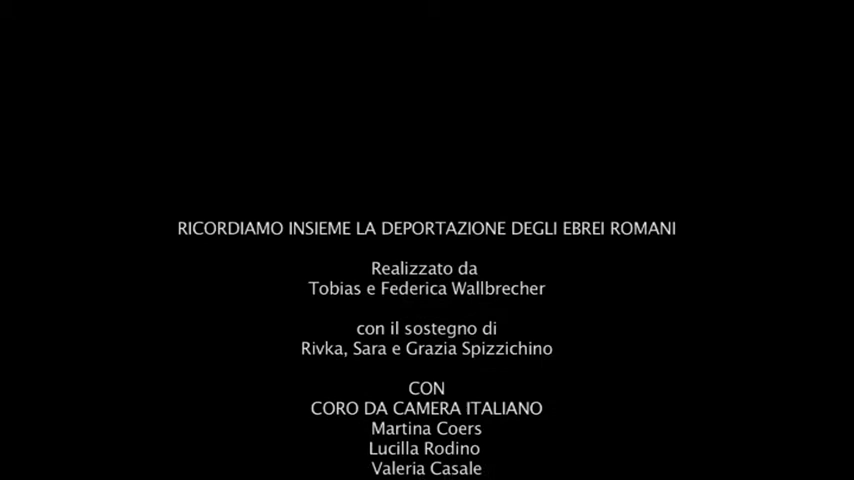 RICORDIAMO INSIEME LA DEPORTAZIONE DEGLI EBREI ROMANI
Realizzato da
Tobias e Federica Wallbrecher
con il sostegno di
Rivka, Sara e Grazia Spizzichino
CON
CORO DA CAMERA ITALIANO
Martina Coers
Lucilla Rodino
Valeria Casale